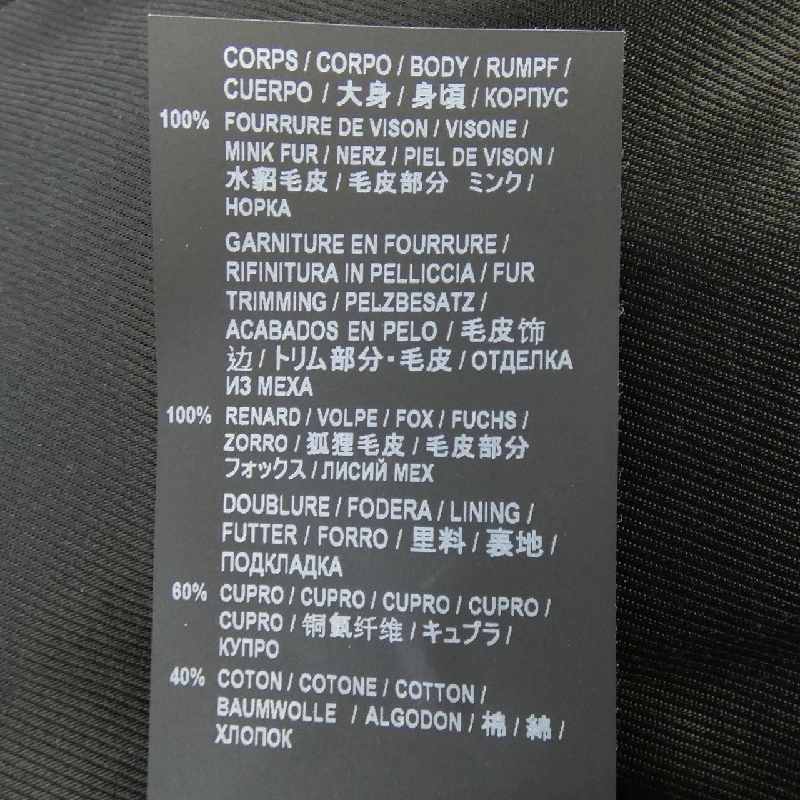 CORPS / CORPO / BODY / RUMPF /
CUERPO / 大身 / 身頃 / КОРПУС
100% FOURRURE DE VISON / VISONE /
MINK FUR / NERZ / PIEL DE VISON /
水貂毛皮 / 毛皮部分 ミンク /
НОРКА
GARNITURE EN FOURRURE /
RIFINITURA IN PELLICCIA / FUR
TRIMMING / PELZBESATZ /
ACABADOS EN PELO / 毛皮饰
边 / トリム部分・毛皮 / ОТДЕЛКА
ИЗ МЕХА
100% RENARD / VOLPE / FOX / FUCHS /
ZORRO / 狐狸毛皮 / 毛皮部分
フォックス / ЛИСИЙ МЕХ
DOUBLURE / FODERA / LINING /
FUTTER / FORRO / 里料 / 裏地 /
ПОДКЛАДКА
60% CUPRO / CUPRO / CUPRO / CUPRO /
CUPRO / 铜氨纤维 / キュプラ /
КУПРО
40% COTON / COTONE / COTTON /
BAUMWOLLE / ALGODON / 棉 / 綿 /
ХЛОПОК